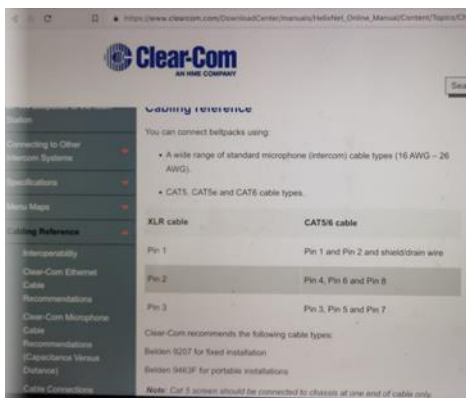 https://www.clearcom.com/DownloadCenter/manuals/HelixNet_Online_Manual/Content/Topics/
Clear-Com
AN HME COMPANY
Sea
Cabling reference
Station
Connecting to Other
Intercom Systems
Specifications
Menu Maps
Cabling Reference
Interoperability
Clear-Com Ethernet
Cable
Recommendations
Clear-Com Microphone
Cable
Recommendations
(Capacitance Versus
Distance)
Cable Connections
You can connect beltpacks using:
• A wide range of standard microphone (intercom) cable types (16 AWG – 26
AWG).
• CAT5, CAT5e and CAT6 cable types.
XLR cable CAT5/6 cable
Pin 1 Pin 1 and Pin 2 and shield/drain wire
Pin 2 Pin 4, Pin 6 and Pin 8
Pin 3 Pin 3, Pin 5 and Pin 7
Clear-Com recommends the following cable types:
Belden 9207 for fixed installation
Belden 9463F for portable installations
Note: Cat 5 screen should be connected to chassis at one end of cable only.